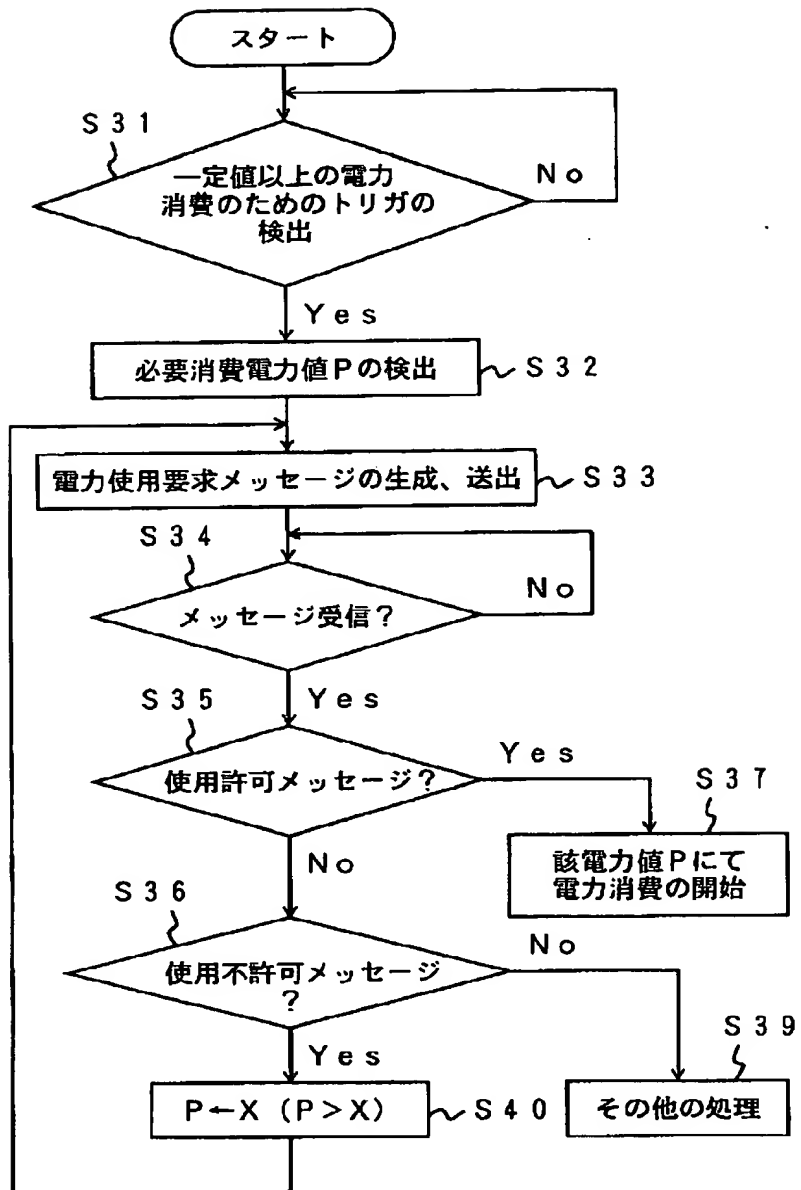 スタート
S31
一定値以上の電力
消費のためのトリガの
検出
No
Yes
必要消費電力値Pの検出
S32
電力使用要求メッセージの生成、送出
S33
S34
メッセージ受信?
No
Yes
S35
使用許可メッセージ?
Yes
S37
該電力値Pにて
電力消費の開始
No
S36
使用不許可メッセージ
?
No
S39
その他の処理
Yes
P←X(P>X)
S40